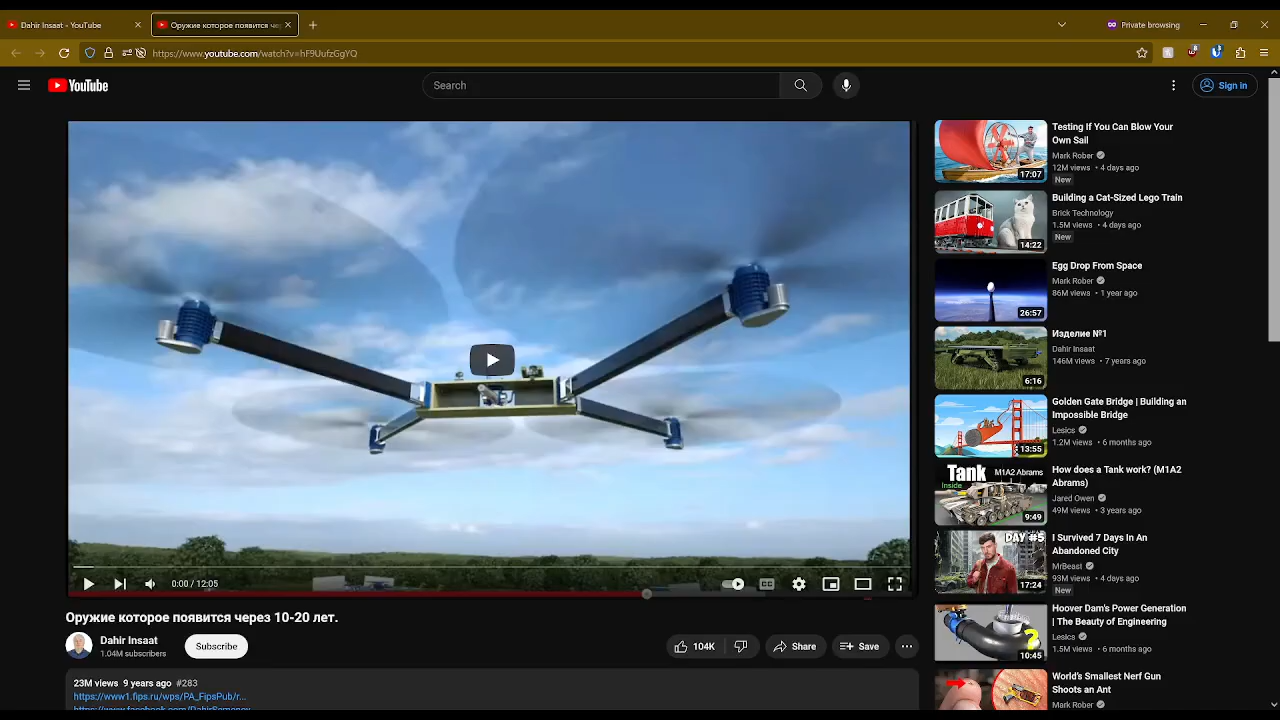 Dahir Insaat - YouTube
Оружие которое появится чер
Private browsing
https://www.youtube.com/watch?v=hF9UufzGgYQ
YouTube
Search
Sign in
0:00 / 12:05
CC
Оружие которое появится через 10-20 лет.
Dahir Insaat
1.04M subscribers
Subscribe
104K
Share
Save
23M views 9 years ago #283
https://www1.fips.ru/wps/PA_FipsPub/r...
17:07
Testing If You Can Blow Your
Own Sail
Mark Rober
12M views • 4 days ago
New
14:22
Building a Cat-Sized Lego Train
Brick Technology
1.5M views • 4 days ago
New
26:57
Egg Drop From Space
Mark Rober
86M views • 1 year ago
6:16
Изделие №1
Dahir Insaat
146M views • 7 years ago
13:55
Golden Gate Bridge | Building an
Impossible Bridge
Lesics
1.2M views • 6 months ago
Tank M1A2 Abrams
Inside
9:49
How does a Tank work? (M1A2
Abrams)
Jared Owen
49M views • 3 years ago
DAY #5
17:24
I Survived 7 Days In An
Abandoned City
MrBeast
93M views • 4 days ago
New
?
10:45
Hoover Dam's Power Generation
| The Beauty of Engineering
Lesics
1.5M views • 6 months ago
World's Smallest Nerf Gun
Shoots an Ant
Mark Rober